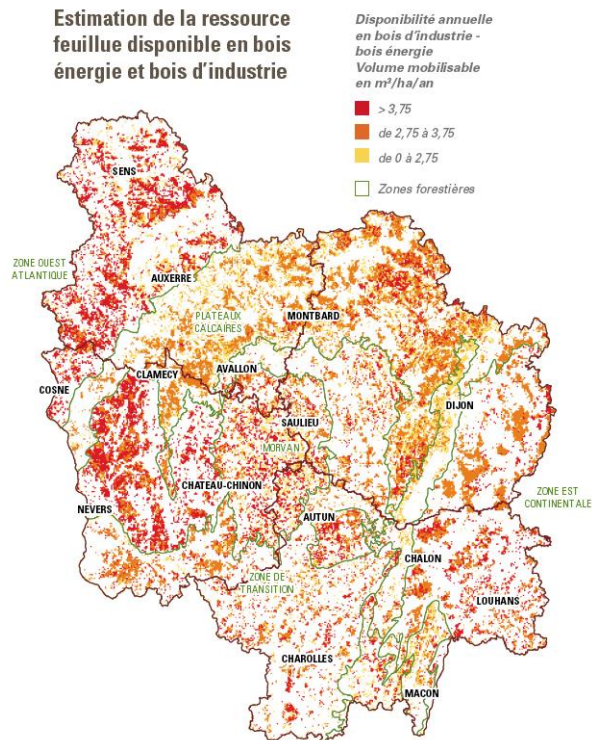 Estimation de la ressource
feuillue disponible en bois
énergie et bois d'industrie
Disponibilité annuelle
en bois d'industrie -
bois énergie
Volume mobilisable
en m³/ha/an
> 3,75
de 2,75 à 3,75
de 0 à 2,75
Zones forestières
SENS
ZONE OUEST
ATLANTIQUE
AUXERRE
PLATEAUX
CALCAIRES
MONTBARD
CLAMECY
AVALLON
COSNE
SAULIEU
DIJON
MORVAN
CHATEAU-CHINON
NEVERS
AUTUN
ZONE EST
CONTINENTALE
CHALON
ZONE DE
TRANSITION
LOUHANS
CHAROLLES
MACON